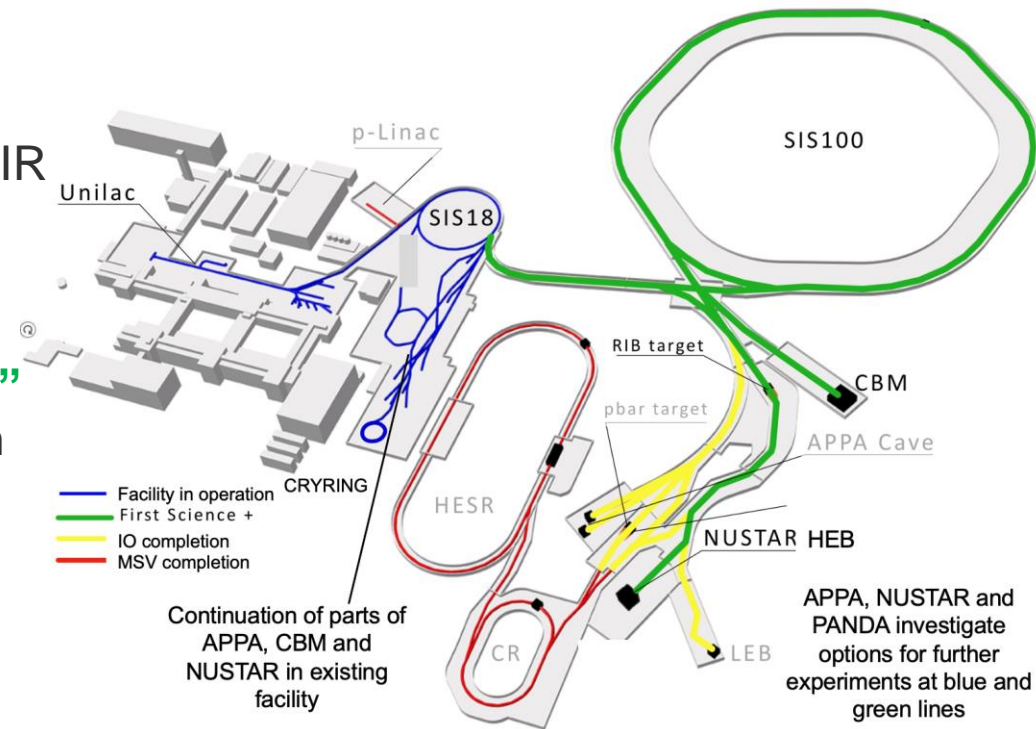 IR
p-Linac
Unilac
SIS18
SIS100
”
RIB target
CBM
pbar target
APPA Cave
Facility in operation
CRYRING
First Science +
IO completion
MSV completion
HESR
NUSTAR HEB
Continuation of parts of
APPA, CBM and
NUSTAR in existing
facility
CR
LEB
APPA, NUSTAR and
PANDA investigate
options for further
experiments at blue and
green lines